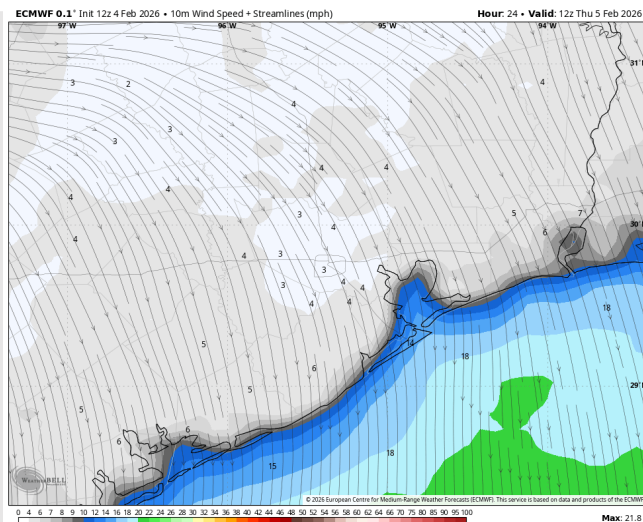 ECMWF 0.1° Init 12z 4 Feb 2026 • 10m Wind Speed + Streamlines (mph)
Hour: 24 • Valid: 12z Thu 5 Feb 2026
97°W 96°W 95°W 94°W
31°
3 2 4
4
3 3
4 4
4
3 5 7
30°
4 4 6
4 3
3
3 4 4
4 4 18
5 14
18
6 29°
5
5
6 6
18
15
WeatherBELL
© 2026 European Centre for Medium-Range Weather Forecasts (ECMWF). This service is based on data and products of the ECMWF
0 4 6 7 8 9 10 12 14 16 18 20 22 24 26 28 30 32 34 36 38 40 42 44 46 48 50 52 54 56 58 60 65 70 75 80 85 90 95 100
Max: 21.8